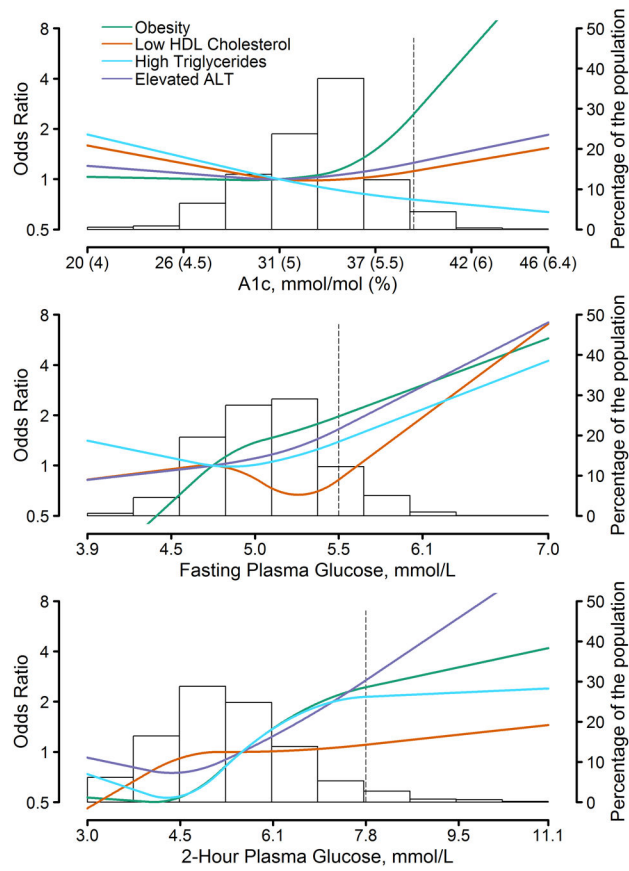 Obesity
Low HDL Cholesterol
High Triglycerides
Elevated ALT
Odds Ratio
8
4
2
1
0.5
Percentage of the population
50
40
30
20
10
0
20 (4) 26 (4.5) 31 (5) 37 (5.5) 42 (6) 46 (6.4)
A1c, mmol/mol (%)
Odds Ratio
8
4
2
1
0.5
Percentage of the population
50
40
30
20
10
0
3.9 4.5 5.0 5.5 6.1 7.0
Fasting Plasma Glucose, mmol/L
Odds Ratio
8
4
2
1
0.5
Percentage of the population
50
40
30
20
10
0
3.0 4.5 6.1 7.8 9.5 11.1
2-Hour Plasma Glucose, mmol/L